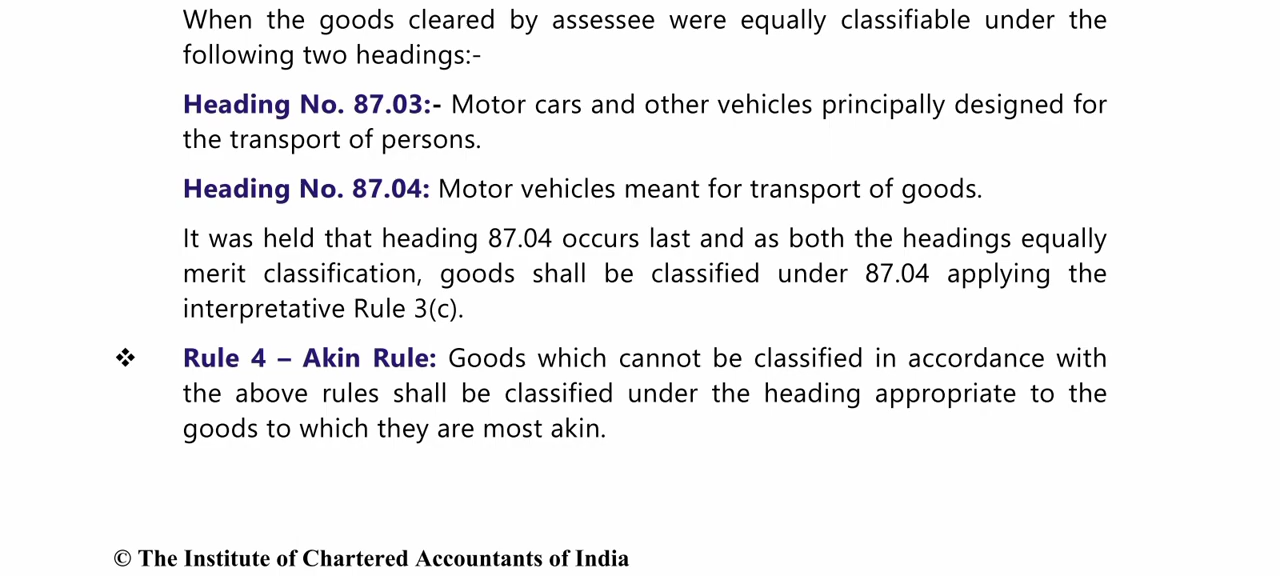 When the goods cleared by assessee were equally classifiable under the
following two headings:-
Heading No. 87.03:- Motor cars and other vehicles principally designed for
the transport of persons.
Heading No. 87.04: Motor vehicles meant for transport of goods.
It was held that heading 87.04 occurs last and as both the headings equally
merit classification, goods shall be classified under 87.04 applying the
interpretative Rule 3(c).
❖ Rule 4 – Akin Rule: Goods which cannot be classified in accordance with
the above rules shall be classified under the heading appropriate to the
goods to which they are most akin.
© The Institute of Chartered Accountants of India